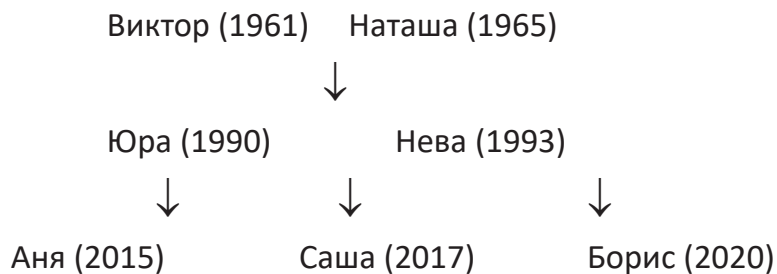 Виктор (1961) Наташа (1965)
↓
Юра (1990) Нева (1993)
↓ ↓ ↓
Аня (2015) Саша (2017) Борис (2020)